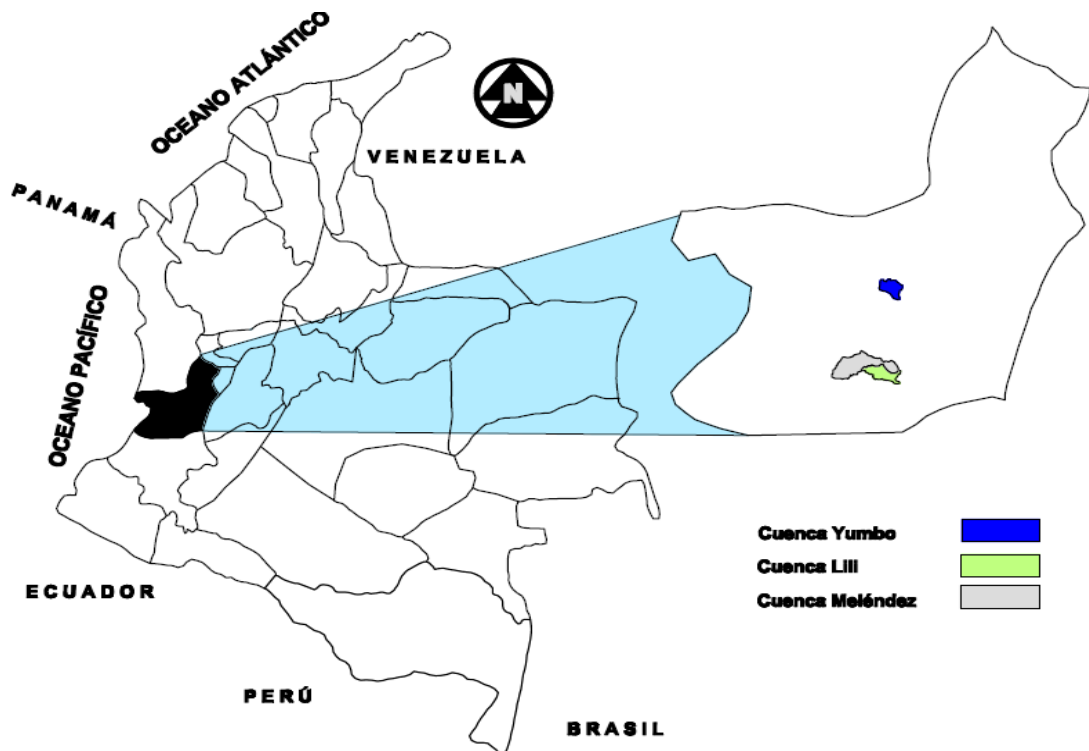 OCEANO ATLÁNTICO
N
VENEZUELA
PANAMÁ
OCEANO PACÍFICO
Cuenca Yumbo
Cuenca Lili
Cuenca Meléndez
ECUADOR
PERÚ
BRASIL